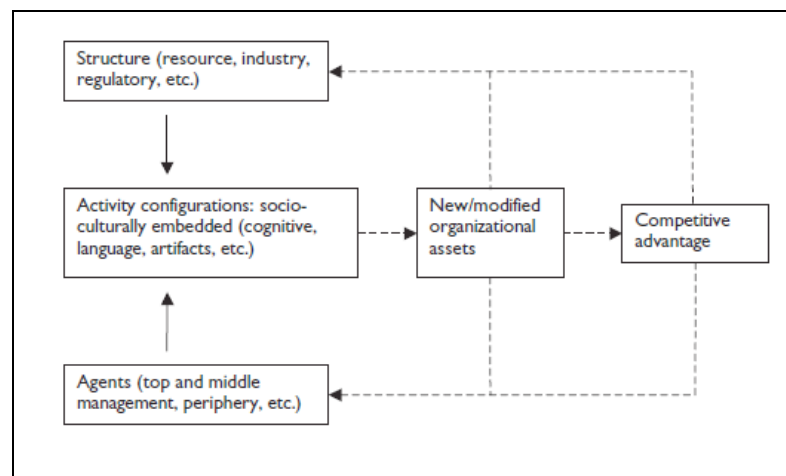 Structure (resource, industry,
regulatory, etc.)
Activity configurations: socio-
culturally embedded (cognitive,
language, artifacts, etc.)
New/modified
organizational
assets
Competitive
advantage
Agents (top and middle
management, periphery, etc.)